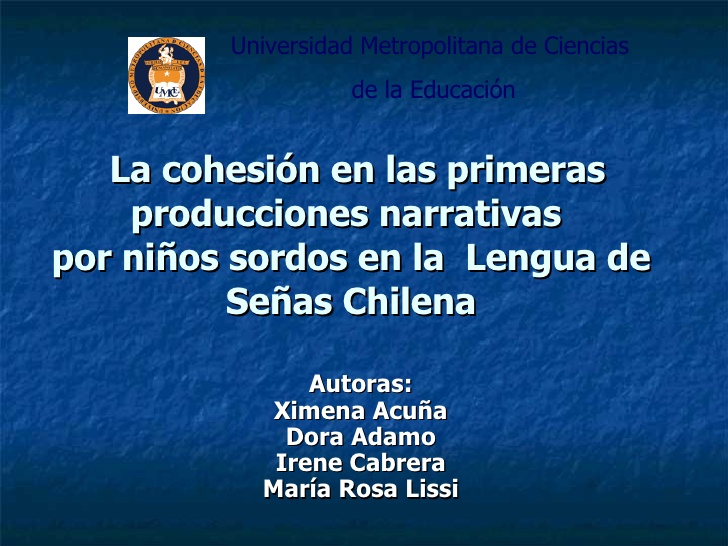 Universidad Metropolitana de Ciencias
de la Educación
UMCE
La cohesión en las primeras
producciones narrativas
por niños sordos en la Lengua de
Señas Chilena
Autoras:
Ximena Acuña
Dora Adamo
Irene Cabrera
María Rosa Lissi